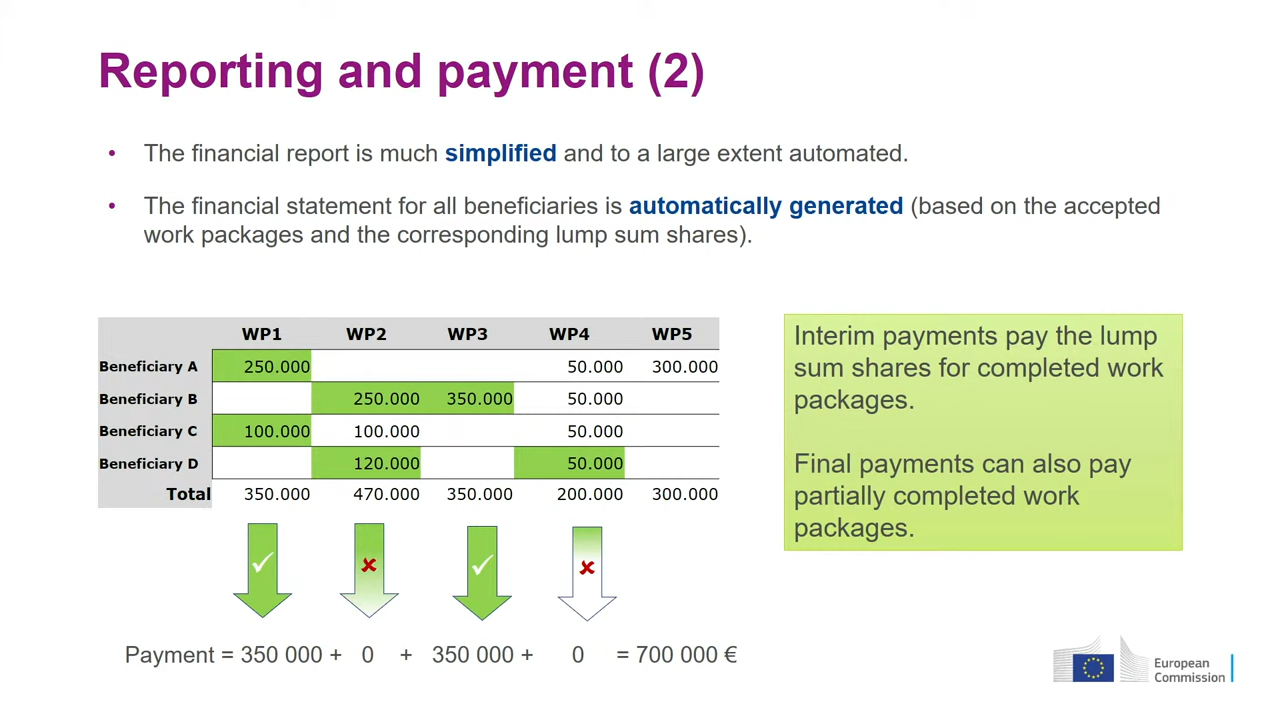 Reporting and payment (2)
• The financial report is much simplified and to a large extent automated.
• The financial statement for all beneficiaries is automatically generated (based on the accepted
work packages and the corresponding lump sum shares).
WP1 WP2 WP3 WP4 WP5
Beneficiary A 250.000 50.000 300.000
Beneficiary B 250.000 350.000 50.000
Beneficiary C 100.000 100.000 50.000
Beneficiary D 120.000 50.000
Total 350.000 470.000 350.000 200.000 300.000
Payment = 350 000 + 0 + 350 000 + 0 = 700 000 €
Interim payments pay the lump
sum shares for completed work
packages.
Final payments can also pay
partially completed work
packages.
European
Commission